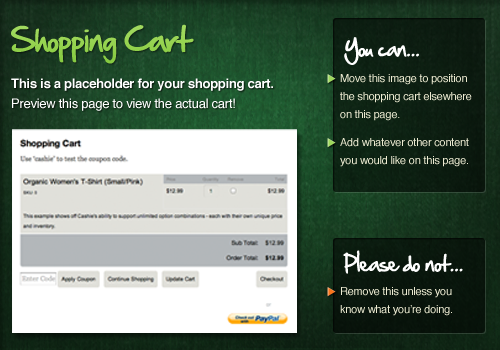 Shopping Cart
This is a placeholder for your shopping cart.
Preview this page to view the actual cart!
Shopping Cart
Use 'cashie' to test the coupon code.
Price Quantity Remove Total
Organic Women's T-Shirt (Small/Pink) $12.99 1 $12.99
SKU: 5
This example shows off Cashie's ability to support unlimited option combinations - each with their own unique price
and inventory.
Sub Total: $12.99
Order Total: $12.99
Enter Code Apply Coupon Continue Shopping Update Cart Checkout
or
Check out with PayPal
You can...
Move this image to position
the shopping cart elsewhere
on this page.
Add whatever other content
you would like on this page.
Please do not...
Remove this unless you
know what you're doing.